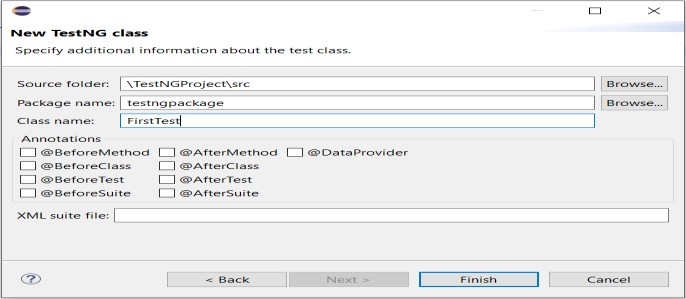 New TestNG class
Specify additional information about the test class.
Source folder: \TestNGProject\src Browse...
Package name: testngpackage Browse...
Class name: FirstTest
Annotations
@BeforeMethod @AfterMethod @DataProvider
@BeforeClass @AfterClass
@BeforeTest @AfterTest
@BeforeSuite @AfterSuite
XML suite file:
? < Back Next > Finish Cancel